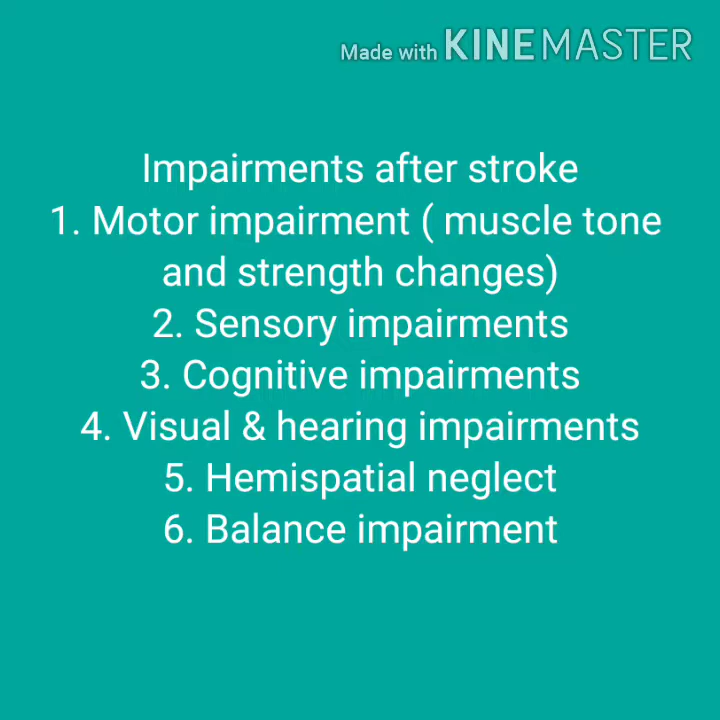 Made with KINEMASTER
Impairments after stroke
1. Motor impairment ( muscle tone
and strength changes)
2. Sensory impairments
3. Cognitive impairments
4. Visual & hearing impairments
5. Hemispatial neglect
6. Balance impairment